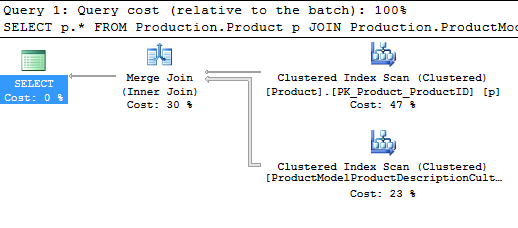 Query 1: Query cost (relative to the batch): 100%
SELECT p.* FROM Production.Product p JOIN Production.ProductMod
SELECT
Cost: 0 %
Merge Join
(Inner Join)
Cost: 30 %
Clustered Index Scan (Clustered)
[Product].[PK_Product_ProductID] [p]
Cost: 47 %
Clustered Index Scan (Clustered)
[ProductModelProductDescriptionCult…
Cost: 23 %